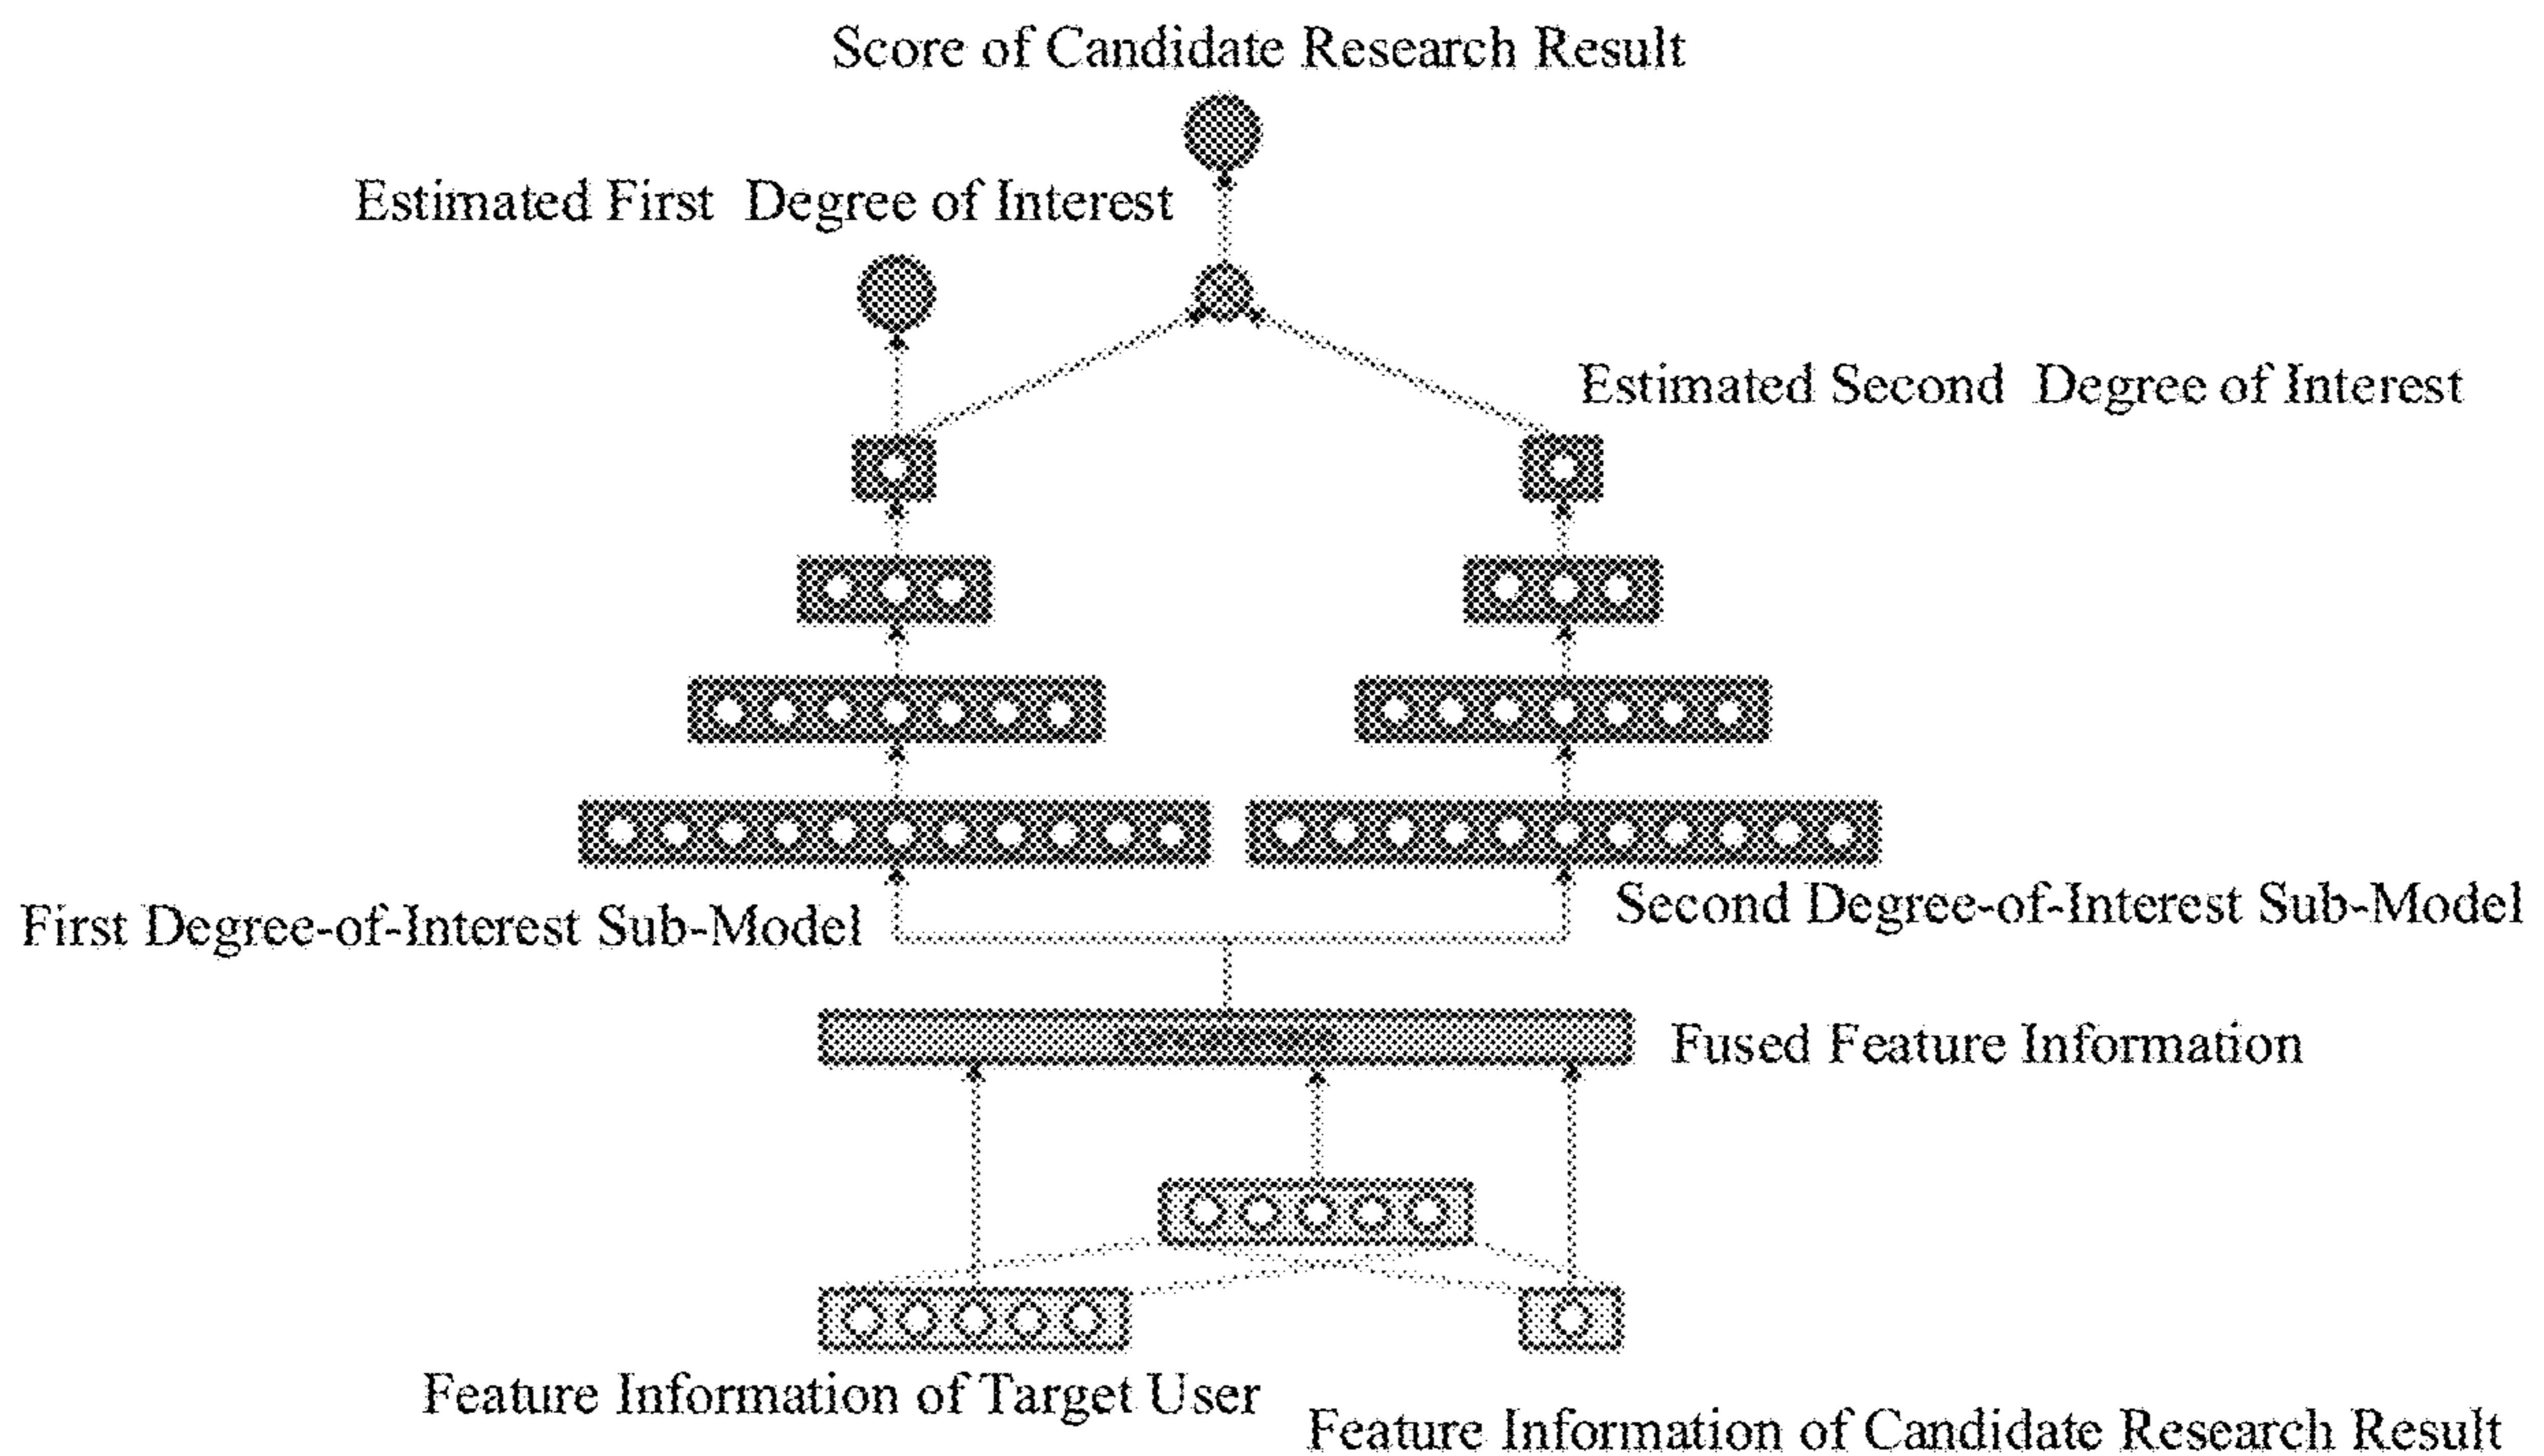 Score of Candidate Research Result
Estimated First Degree of Interest
Estimated Second Degree of Interest
First Degree-of-Interest Sub-Model
Second Degree-of-Interest Sub-Model
Fused Feature Information
Feature Information of Target User
Feature Information of Candidate Research Result